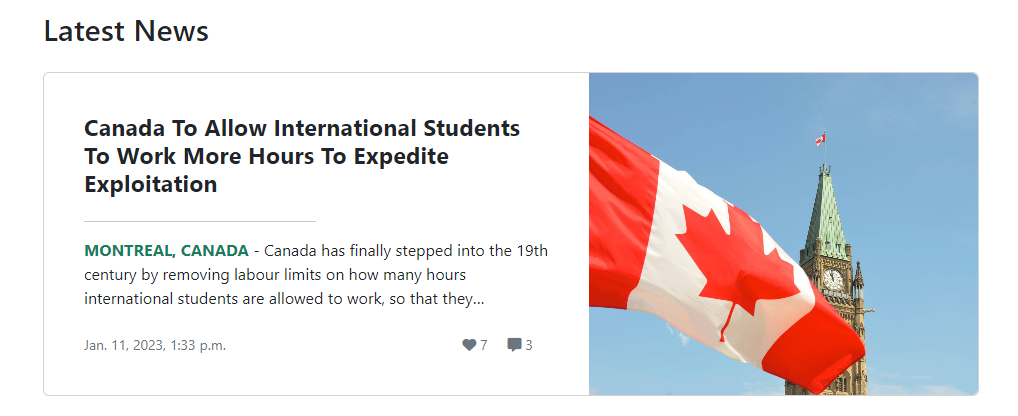 Latest News
Canada To Allow International Students
To Work More Hours To Expedite
Exploitation
MONTREAL, CANADA - Canada has finally stepped into the 19th
century by removing labour limits on how many hours
international students are allowed to work, so that they...
Jan. 11, 2023, 1:33 p.m. 7 3